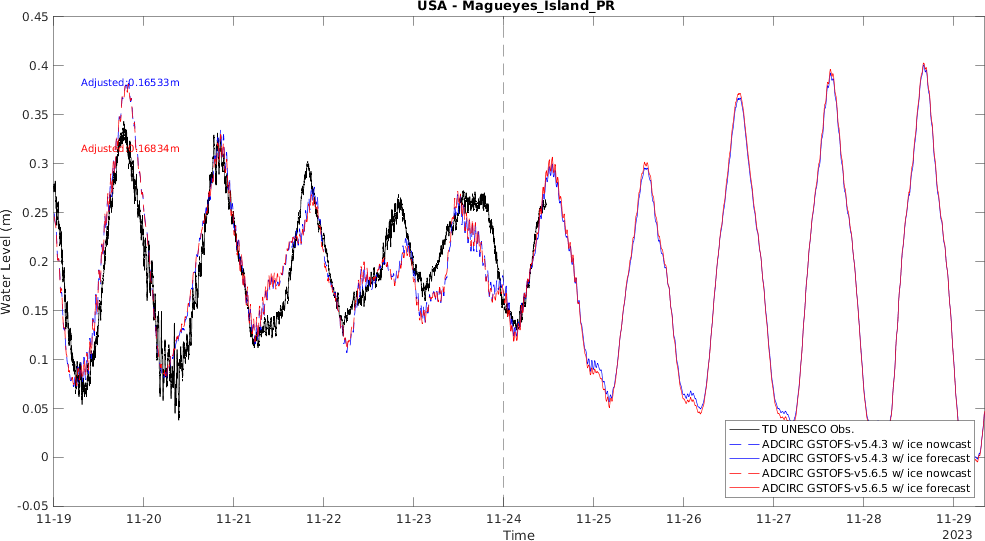 USA - Magueyes_Island_PR
0.45
0.4
0.35
0.3
0.25
0.2
0.15
0.1
0.05
0
-0.05
Water Level (m)
Adjusted:0.16533m
Adjusted:0.16834m
TD UNESCO Obs.
ADCIRC GSTOFS-v5.4.3 w/ ice nowcast
ADCIRC GSTOFS-v5.4.3 w/ ice forecast
ADCIRC GSTOFS-v5.6.5 w/ ice nowcast
ADCIRC GSTOFS-v5.6.5 w/ ice forecast
11-19 11-20 11-21 11-22 11-23 11-24 11-25 11-26 11-27 11-28 11-29
Time
2023